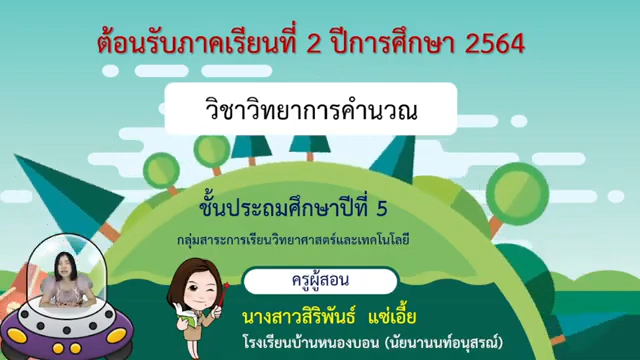 ต้อนรับภาคเรียนที่ 2 ปีการศึกษา 2564
วิชาวิทยาการคำนวณ
ชั้นประถมศึกษาปีที่ 5
กลุ่มสาระการเรียนวิทยาศาสตร์และเทคโนโลยี
ครูผู้สอน
นางสาวสิริพันธ์ แซ่เอี้ย
โรงเรียนบ้านหนองบอน (นัยนานนท์อนุสรณ์)